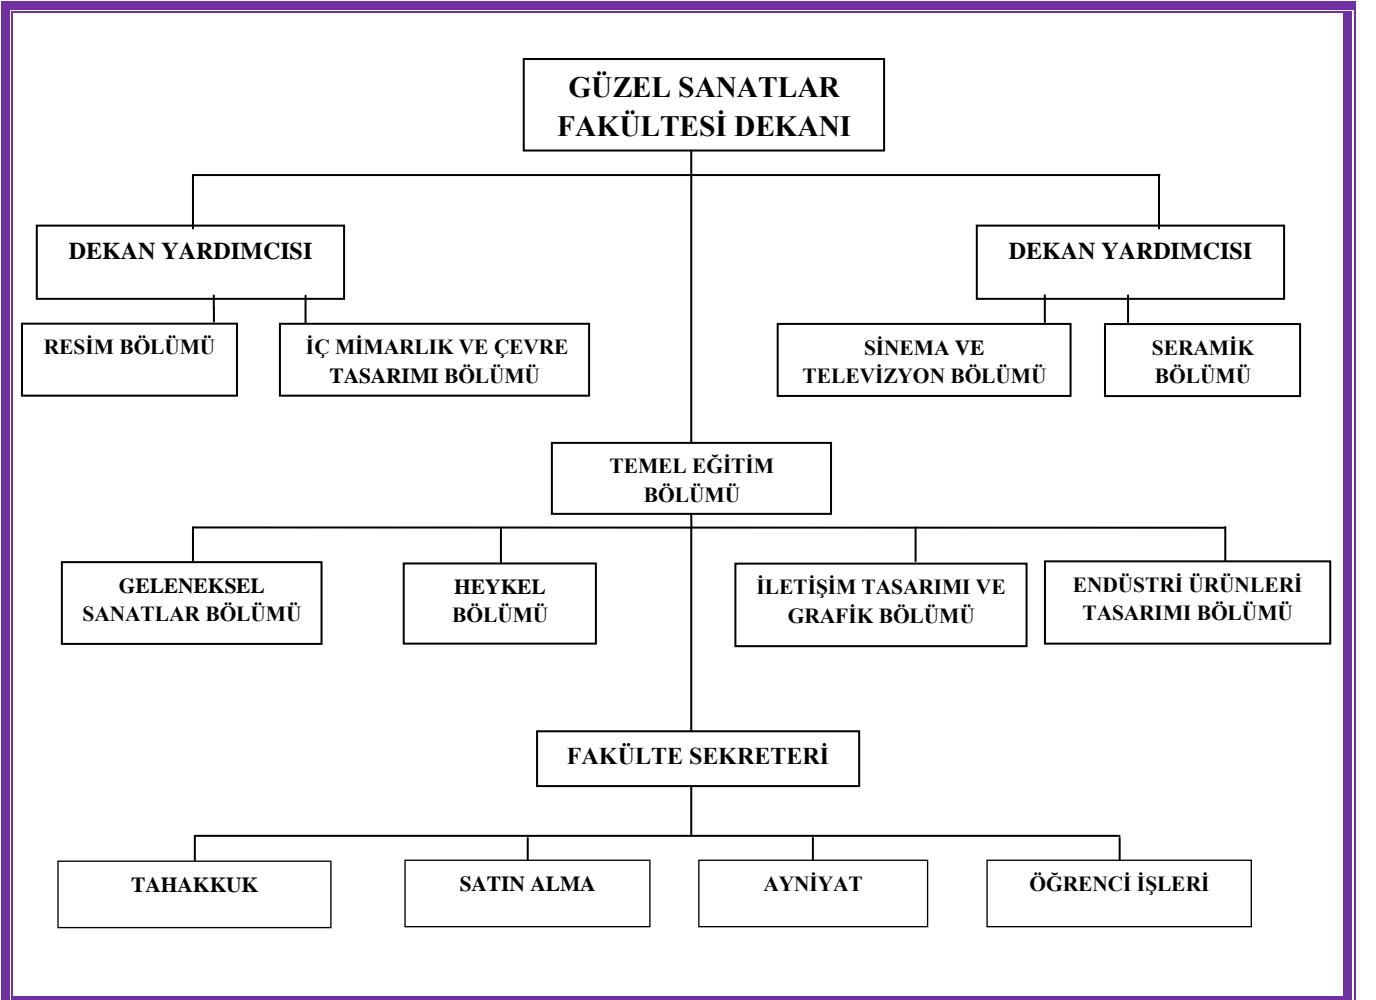 GÜZEL SANATLAR
FAKÜLTESİ DEKANI
DEKAN YARDIMCISI
DEKAN YARDIMCISI
RESİM BÖLÜMÜ
İÇ MİMARLIK VE ÇEVRE
TASARIMI BÖLÜMÜ
SİNEMA VE
TELEVİZYON BÖLÜMÜ
SERAMİK
BÖLÜMÜ
TEMEL EĞİTİM
BÖLÜMÜ
GELENEKSEL
SANATLAR BÖLÜMÜ
HEYKEL
BÖLÜMÜ
İLETİŞİM TASARIMI VE
GRAFİK BÖLÜMÜ
ENDÜSTRİ ÜRÜNLERİ
TASARIMI BÖLÜMÜ
FAKÜLTE SEKRETERİ
TAHAKKUK
SATIN ALMA
AYNİYAT
ÖĞRENCİ İŞLERİ